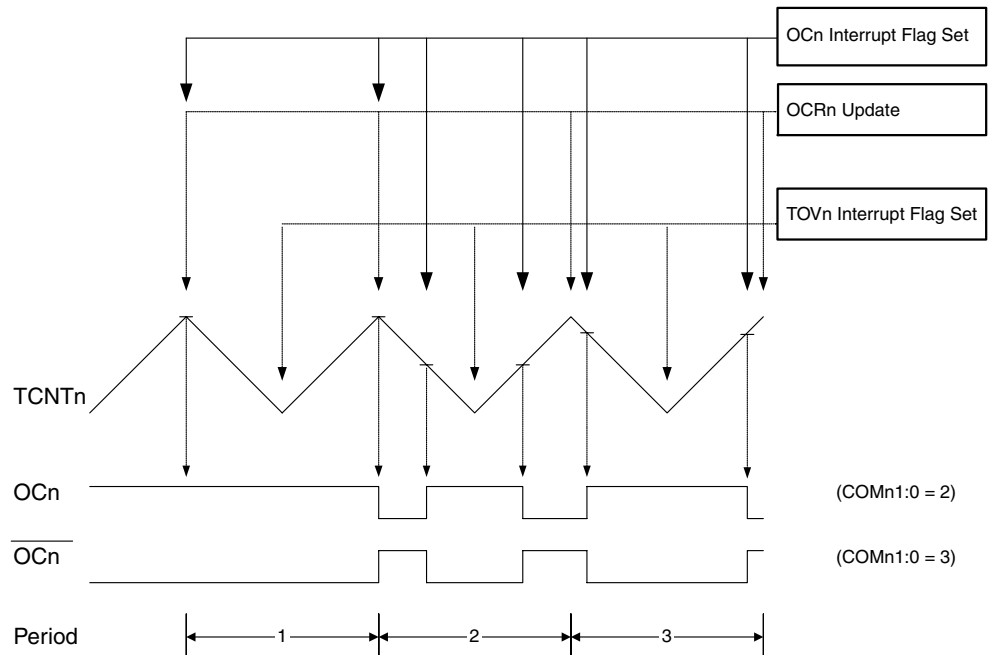 OCn Interrupt Flag Set
OCRn Update
TOVn Interrupt Flag Set
TCNTn
OCn (COMn1:0 = 2)
OCn (COMn1:0 = 3)
Period 1 2 3